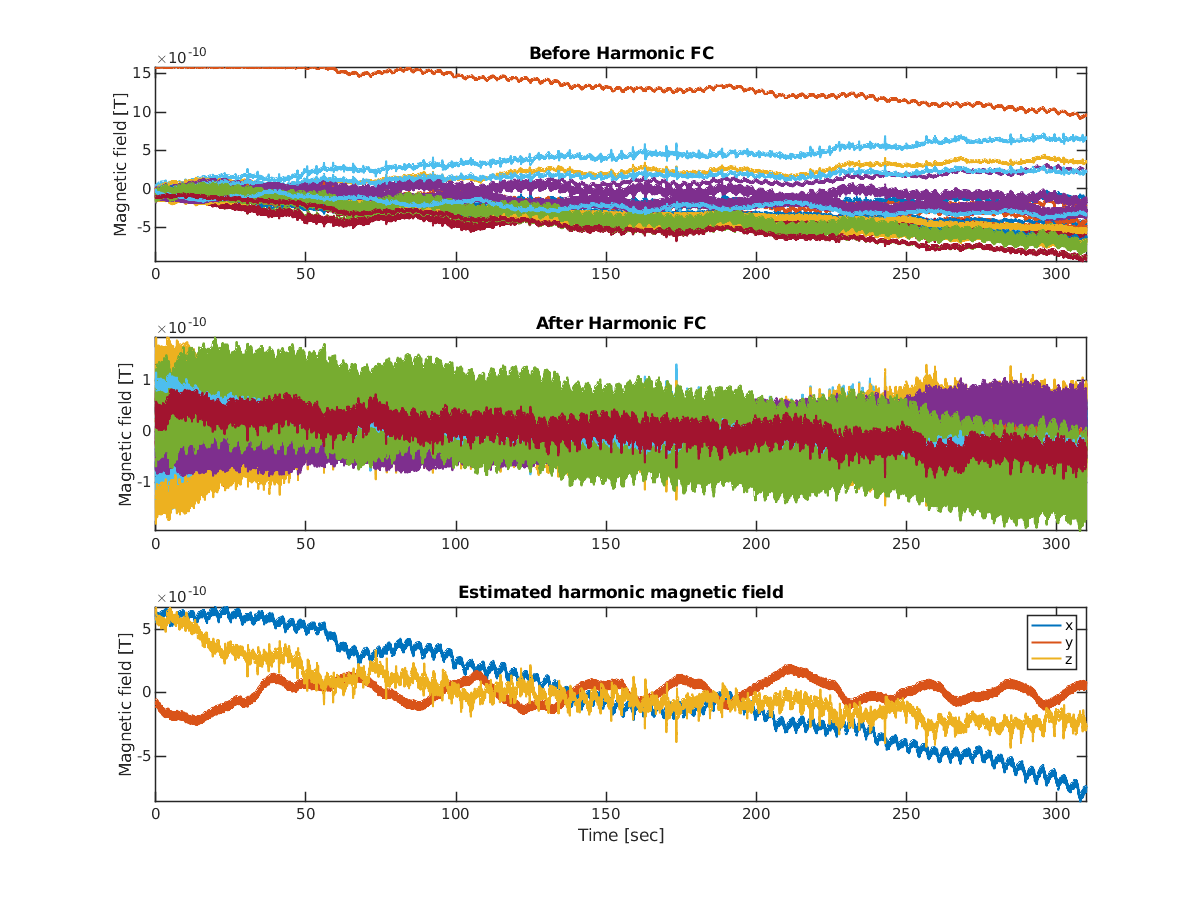 Before Harmonic FC
×10-10
Magnetic field [T]
15
10
5
0
-5
0 50 100 150 200 250 300
After Harmonic FC
×10-10
Magnetic field [T]
1
0
-1
0 50 100 150 200 250 300
Estimated harmonic magnetic field
×10-10
Magnetic field [T]
5
0
-5
x
y
z
0 50 100 150 200 250 300
Time [sec]